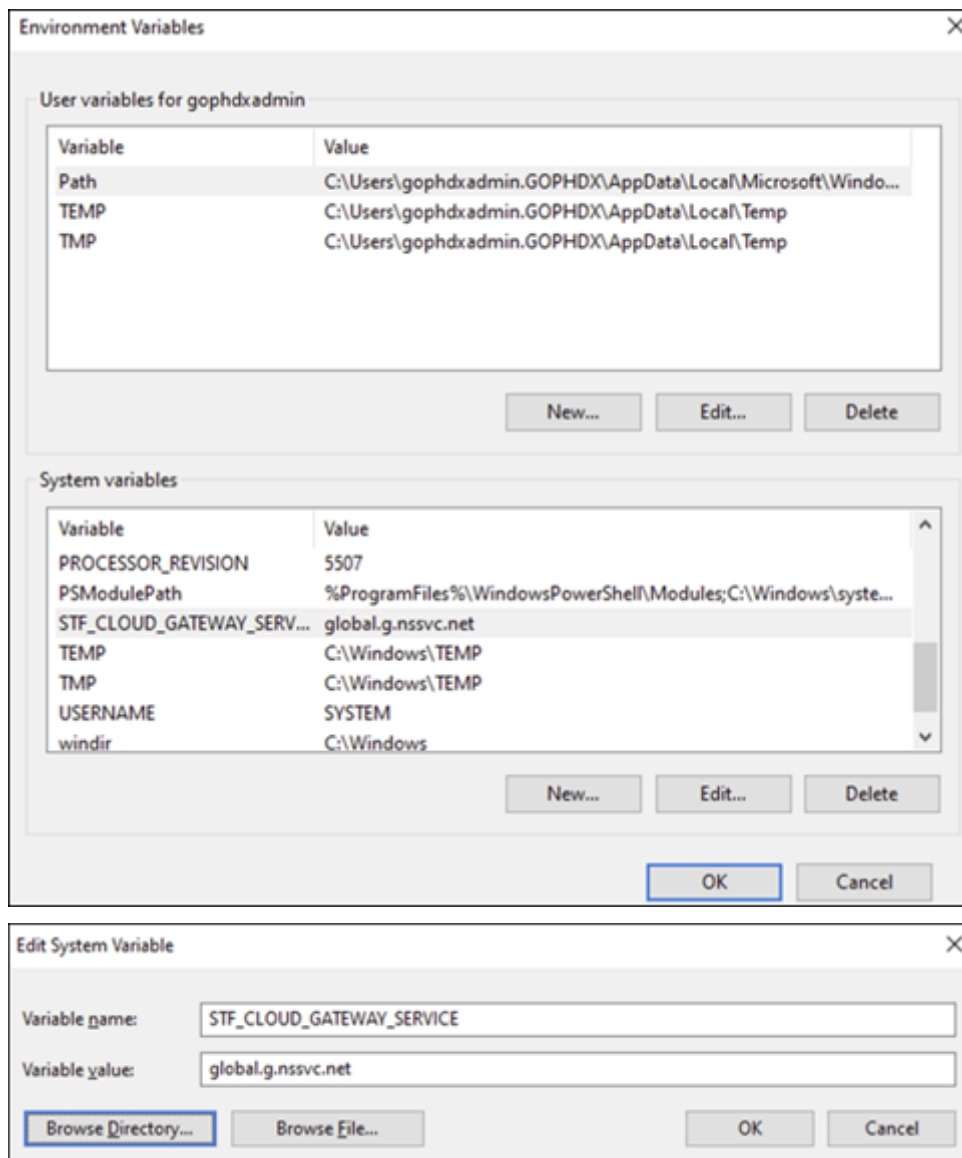 Environment Variables
User variables for gophdxadmin
Variable Value
Path C:\Users\gophdxadmin.GOPHDX\AppData\Local\Microsoft\Windo...
TEMP C:\Users\gophdxadmin.GOPHDX\AppData\Local\Temp
TMP C:\Users\gophdxadmin.GOPHDX\AppData\Local\Temp
New... Edit... Delete
System variables
Variable Value
PROCESSOR_REVISION 5507
PSModulePath %ProgramFiles%\WindowsPowerShell\Modules;C:\Windows\syste...
STF_CLOUD_GATEWAY_SERV... global.g.nssvc.net
TEMP C:\Windows\TEMP
TMP C:\Windows\TEMP
USERNAME SYSTEM
windir C:\Windows
New... Edit... Delete
OK Cancel
Edit System Variable
Variable name: STF_CLOUD_GATEWAY_SERVICE
Variable value: global.g.nssvc.net
Browse Directory... Browse File... OK Cancel